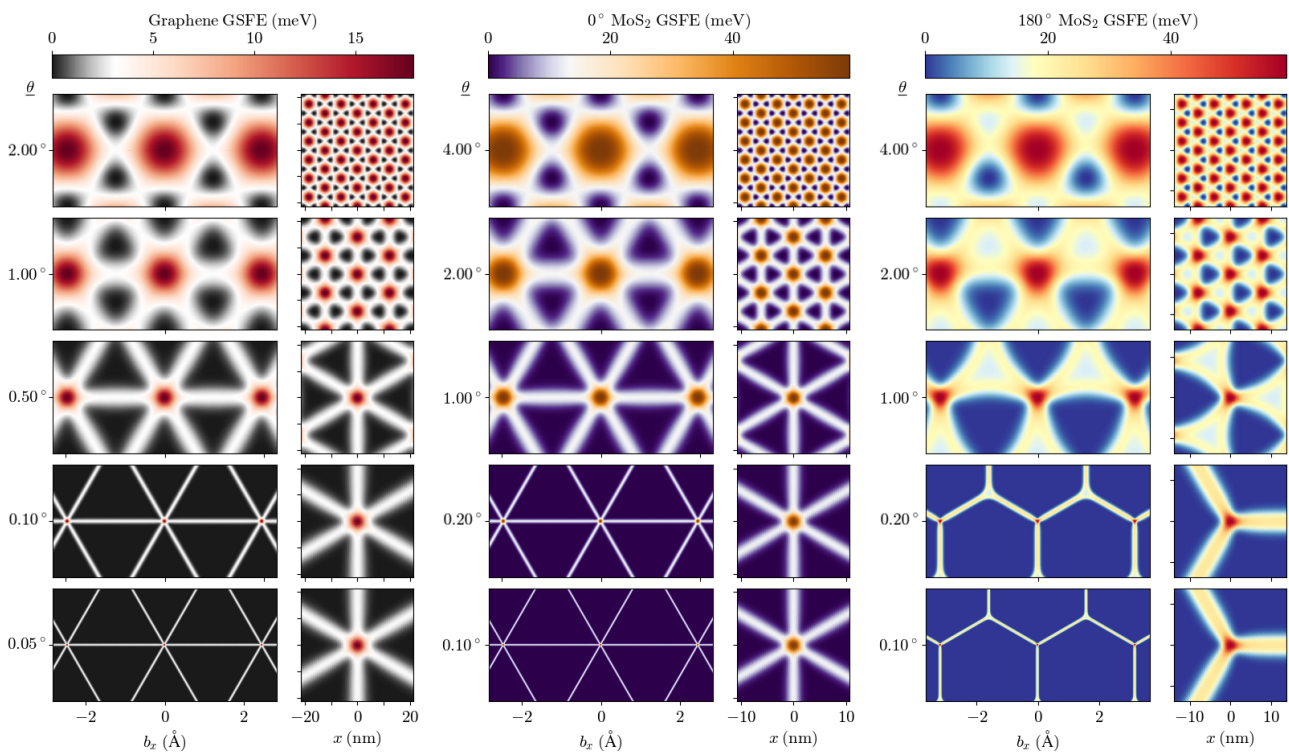 Graphene GSFE (meV) 0° MoS₂ GSFE (meV) 180° MoS₂ GSFE (meV)
0 5 10 15 0 20 40 0 20 40
θ θ θ
2.00° 4.00° 4.00°
1.00° 2.00° 2.00°
0.50° 1.00° 1.00°
0.10° 0.20° 0.20°
0.05° 0.10° 0.10°
−2 0 2 −20 −10 0 10 20 −2 0 2 −10 0 10 −2 0 2 −10 0 10
bₓ (Å) x (nm) bₓ (Å) x (nm) bₓ (Å) x (nm)